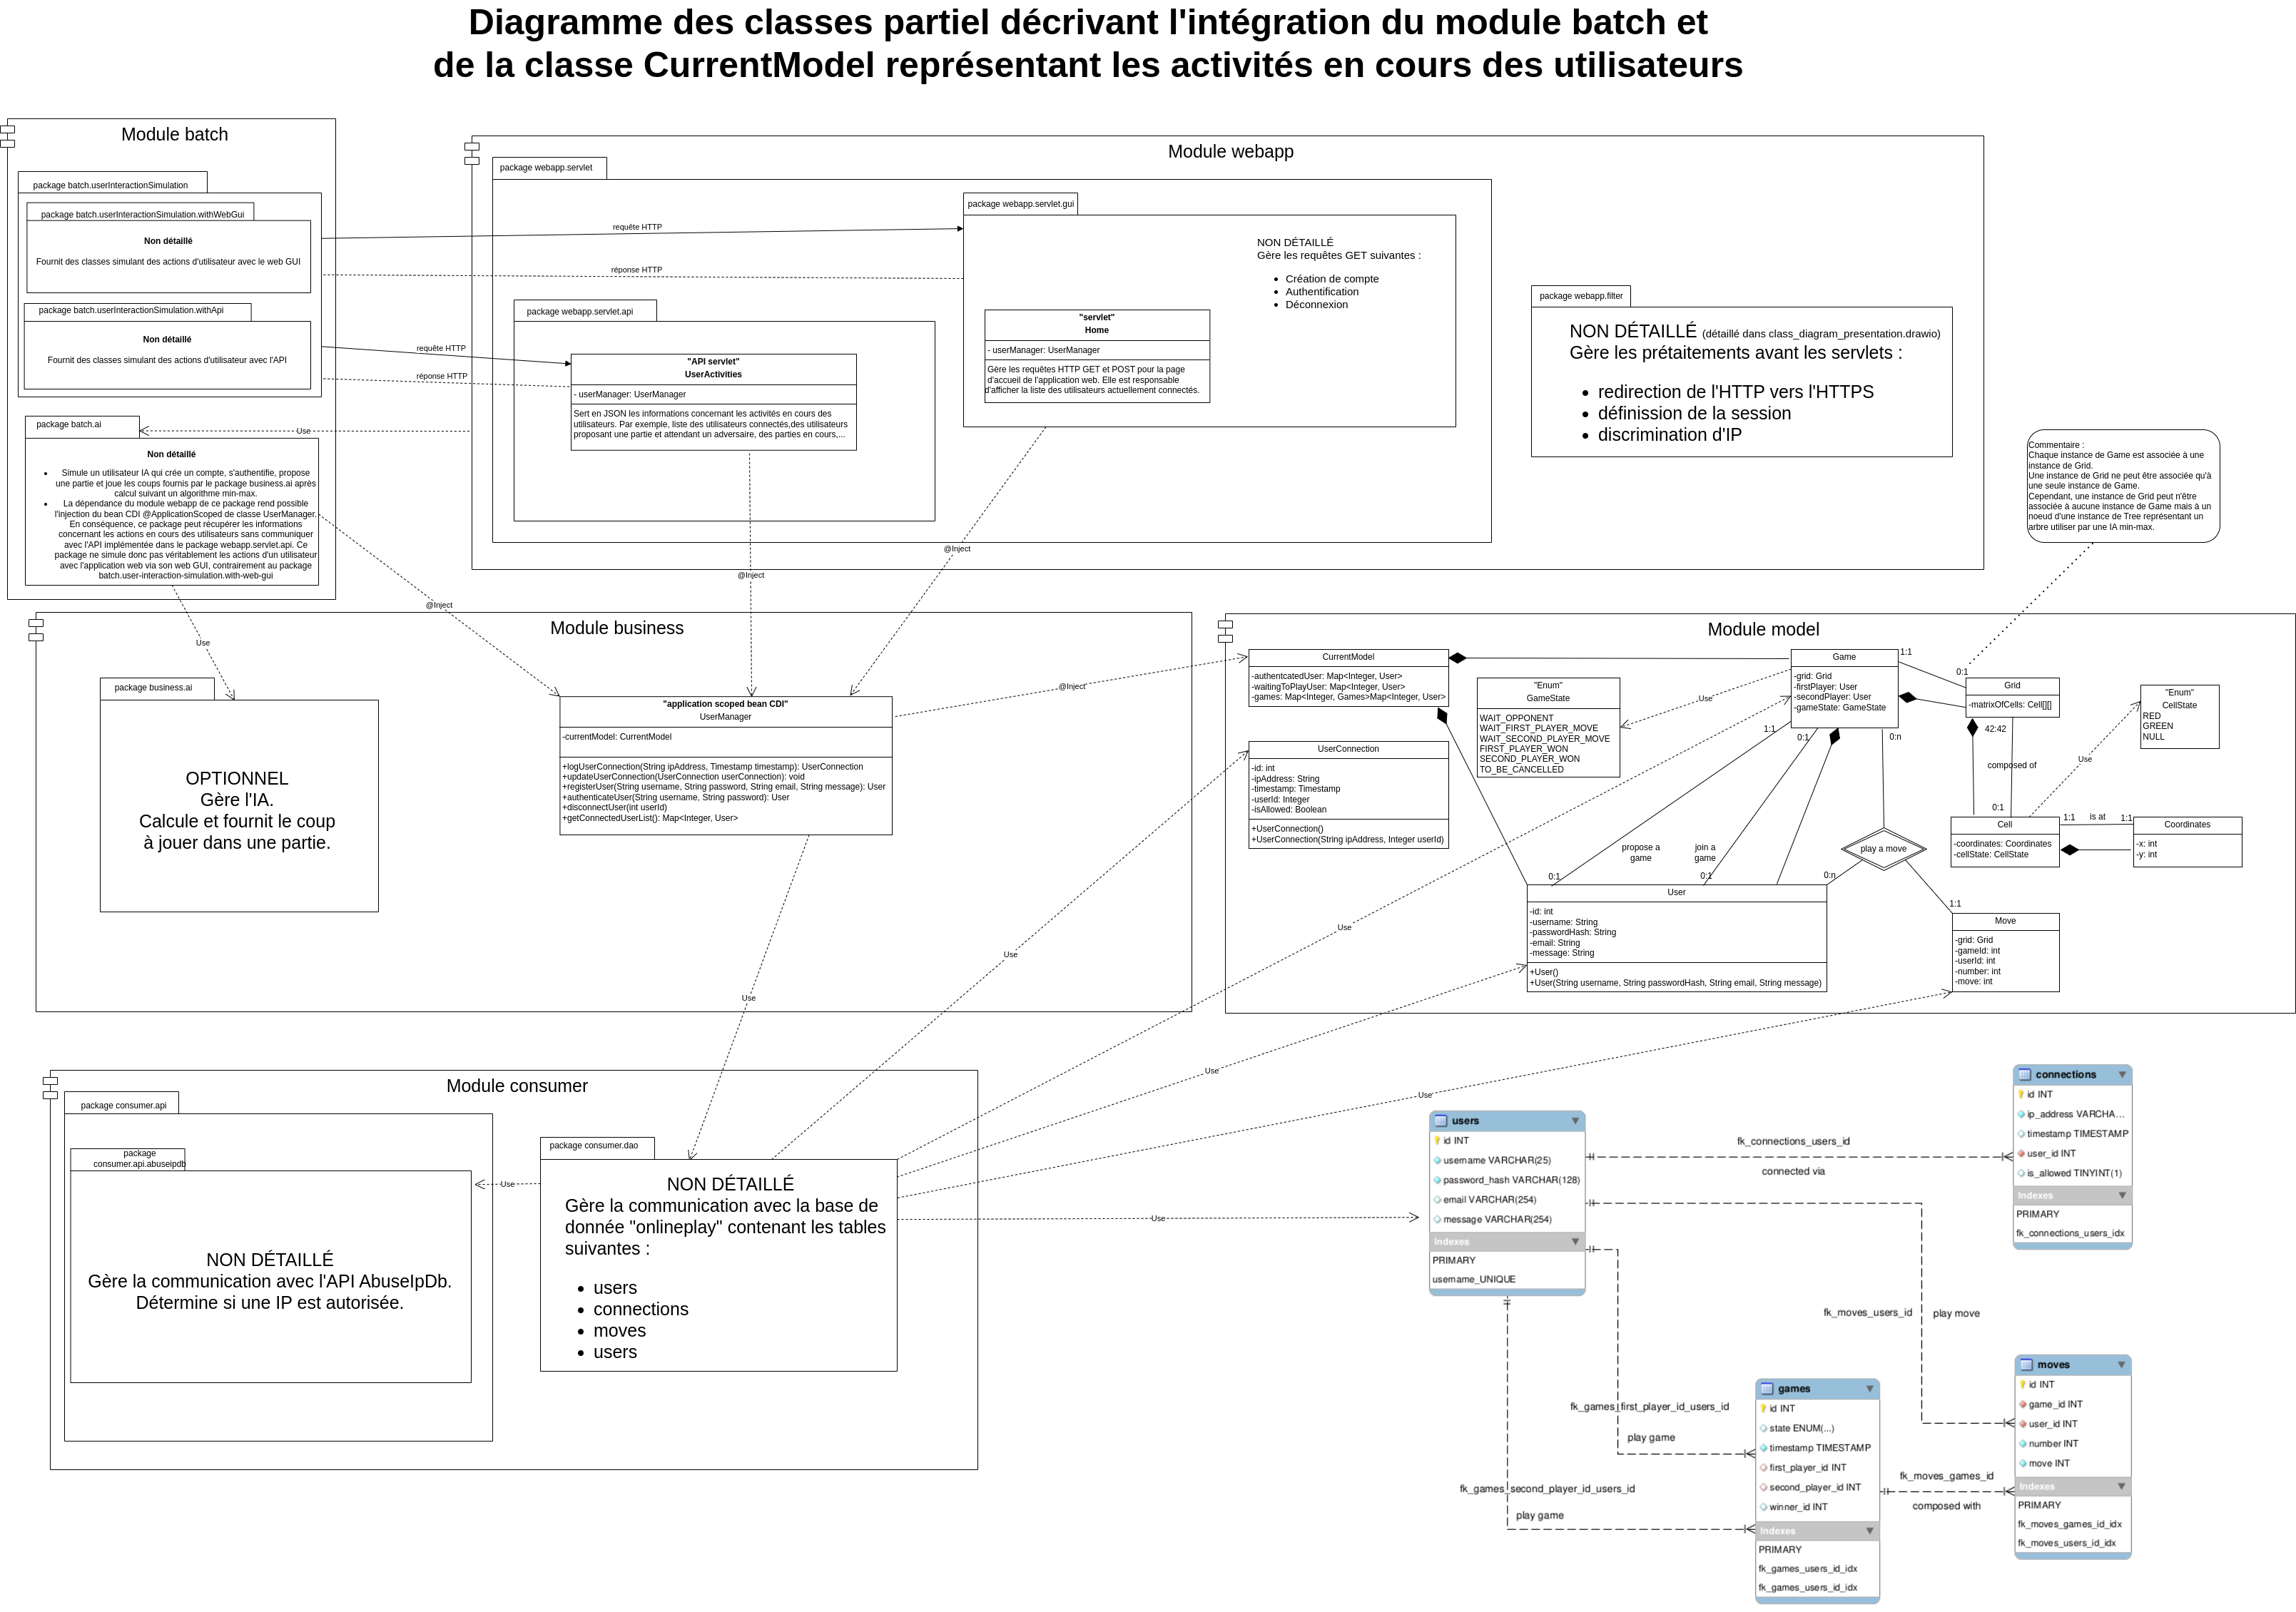 Diagramme des classes partiel décrivant l'intégration du module batch et
de la classe CurrentModel représentant les activités en cours des utilisateurs
Module batch
package batch.userInteractionSimulation
package batch.userInteractionSimulation.withWebGui
Non détaillé
Fournit des classes simulant des actions d'utilisateur avec le web GUI
package batch.userInteractionSimulation.withApi
Non détaillé
Fournit des classes simulant des actions d'utilisateur avec l'API
package batch.ai
Non détaillé
• Simule un utilisateur IA qui crée un compte, s'authentifie, propose
une partie et joue les coups fournis par le package business.ai après
calcul suivant un algorithme min-max.
• La dépendance du module webapp de ce package rend possible
l'injection du bean CDI @ApplicationScoped de classe UserManager.
En conséquence, ce package peut récupérer les informations
concernant les actions en cours des utilisateurs sans communiquer
avec l'API implémentée dans le package webapp.servlet.api. Ce
package ne simule donc pas véritablement les actions d'un utilisateur
avec l'application web via son web GUI, contrairement au package
batch.user-interaction-simulation.with-web-gui
requête HTTP
réponse HTTP
requête HTTP
réponse HTTP
Use
Module webapp
package webapp.servlet
package webapp.servlet.gui
NON DÉTAILLÉ
Gère les requêtes GET suivantes :
• Création de compte
• Authentification
• Déconnexion
"servlet"
Home
- userManager: UserManager
Gère les requêtes HTTP GET et POST pour la page
d'accueil de l'application web. Elle est responsable
d'afficher la liste des utilisateurs actuellement connectés.
package webapp.servlet.api
"API servlet"
UserActivities
- userManager: UserManager
Sert en JSON les informations concernant les activités en cours des
utilisateurs. Par exemple, liste des utilisateurs connectés,des utilisateurs
proposant une partie et attendant un adversaire, des parties en cours,...
package webapp.filter
NON DÉTAILLÉ (détaillé dans class_diagram_presentation.drawio)
Gère les prétaitements avant les servlets :
• redirection de l'HTTP vers l'HTTPS
• définission de la session
• discrimination d'IP
Commentaire :
Chaque instance de Game est associée à une
instance de Grid.
Une instance de Grid ne peut être associée qu'à
une seule instance de Game.
Cependant, une instance de Grid peut n'être
associée à aucune instance de Game mais à un
noeud d'une instance de Tree représentant un
arbre utiliser par une IA min-max.
@Inject
@Inject
@Inject
Use
Module business
package business.ai
OPTIONNEL
Gère l'IA.
Calcule et fournit le coup
à jouer dans une partie.
"application scoped bean CDI"
UserManager
-currentModel: CurrentModel
+logUserConnection(String ipAddress, Timestamp timestamp): UserConnection
+updateUserConnection(UserConnection userConnection): void
+registerUser(String username, String password, String email, String message): User
+authenticateUser(String username, String password): User
+disconnectUser(int userId)
+getConnectedUserList(): Map<Integer, User>
@Inject
Use
Use
Module model
CurrentModel
-authentcatedUser: Map<Integer, User>
-waitingToPlayUser: Map<Integer, User>
-games: Map<Integer, Games>Map<Integer, User>
UserConnection
-id: int
-ipAddress: String
-timestamp: Timestamp
-userId: Integer
-isAllowed: Boolean
+UserConnection()
+UserConnection(String ipAddress, Integer userId)
"Enum"
GameState
WAIT_OPPONENT
WAIT_FIRST_PLAYER_MOVE
WAIT_SECOND_PLAYER_MOVE
FIRST_PLAYER_WON
SECOND_PLAYER_WON
TO_BE_CANCELLED
Use
Game
-grid: Grid
-firstPlayer: User
-secondPlayer: User
-gameState: GameState
1:1
0:1
1:1
0:1
0:n
Grid
-matrixOfCells: Cell[][]
42:42
composed of
0:1
"Enum"
CellState
RED
GREEN
NULL
Use
Cell
-coordinates: Coordinates
-cellState: CellState
1:1
is at
1:1
Coordinates
-x: int
-y: int
propose a
game
join a
game
0:1
0:1
0:n
play a move
1:1
User
-id: int
-username: String
-passwordHash: String
-email: String
-message: String
+User()
+User(String username, String passwordHash, String email, String message)
Move
-grid: Grid
-gameId: int
-userId: int
-number: int
-move: int
Use
Use
Use
Use
Module consumer
package consumer.api
package
consumer.api.abuseipdb
NON DÉTAILLÉ
Gère la communication avec l'API AbuseIpDb.
Détermine si une IP est autorisée.
Use
package consumer.dao
NON DÉTAILLÉ
Gère la communication avec la base de
donnée "onlineplay" contenant les tables
suivantes :
• users
• connections
• moves
• users
users
id INT
username VARCHAR(25)
password_hash VARCHAR(128)
email VARCHAR(254)
message VARCHAR(254)
Indexes
PRIMARY
username_UNIQUE
fk_connections_users_id
connected via
connections
id INT
ip_address VARCHA...
timestamp TIMESTAMP
user_id INT
is_allowed TINYINT(1)
Indexes
PRIMARY
fk_connections_users_idx
fk_moves_users_id
play move
fk_games_first_player_id_users_id
play game
fk_games_second_player_id_users_id
play game
games
id INT
state ENUM(...)
timestamp TIMESTAMP
first_player_id INT
second_player_id INT
winner_id INT
Indexes
PRIMARY
fk_games_users_id_idx
fk_games_users_id_idx
fk_moves_games_id
composed with
moves
id INT
game_id INT
user_id INT
number INT
move INT
Indexes
PRIMARY
fk_moves_games_id_idx
fk_moves_users_id_idx